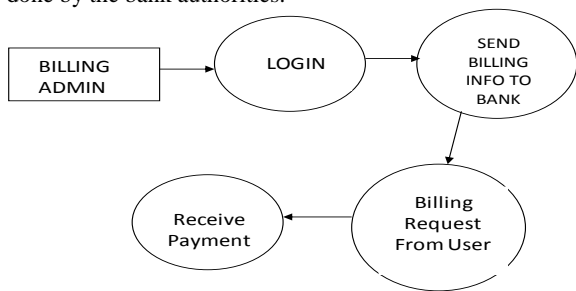 done by the bank authorities.
BILLING
ADMIN
LOGIN
SEND
BILLING
INFO TO
BANK
Billing
Request
From User
Receive
Payment